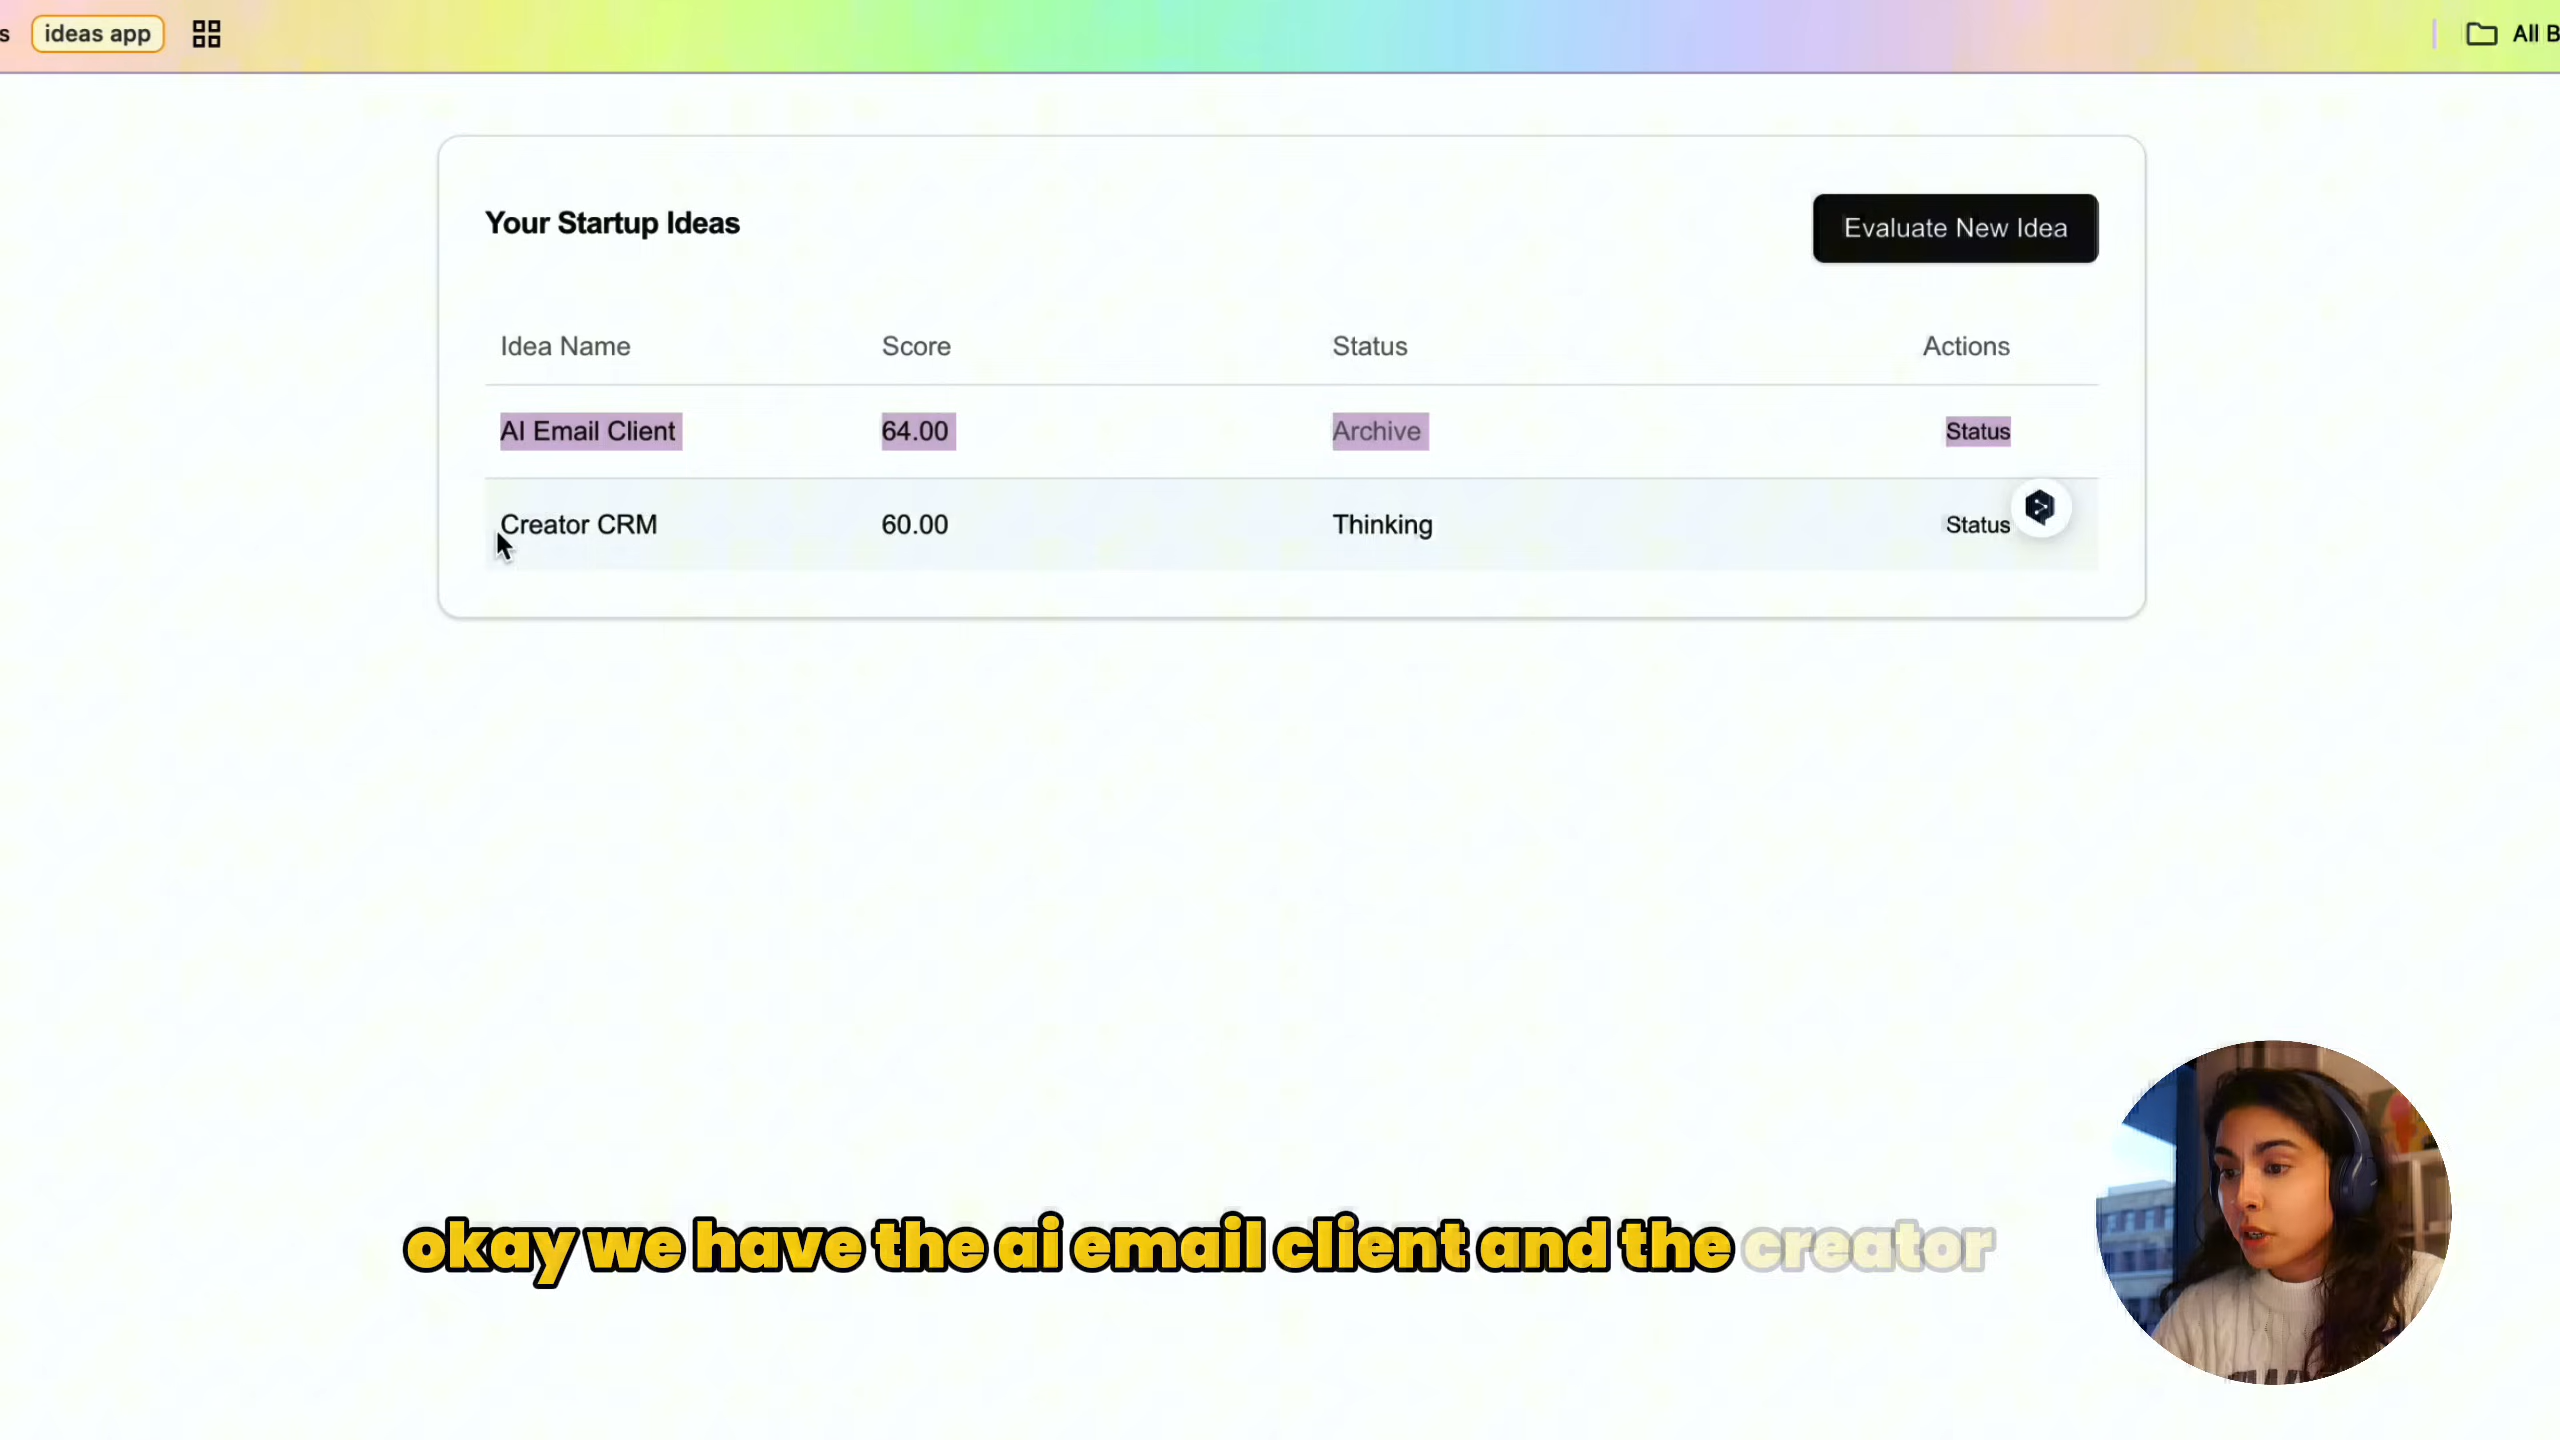 s ideas app All B
Your Startup Ideas Evaluate New Idea
Idea Name Score Status Actions
AI Email Client 64.00 Archive Status
Creator CRM 60.00 Thinking Status
okay we have the ai email client and the creator